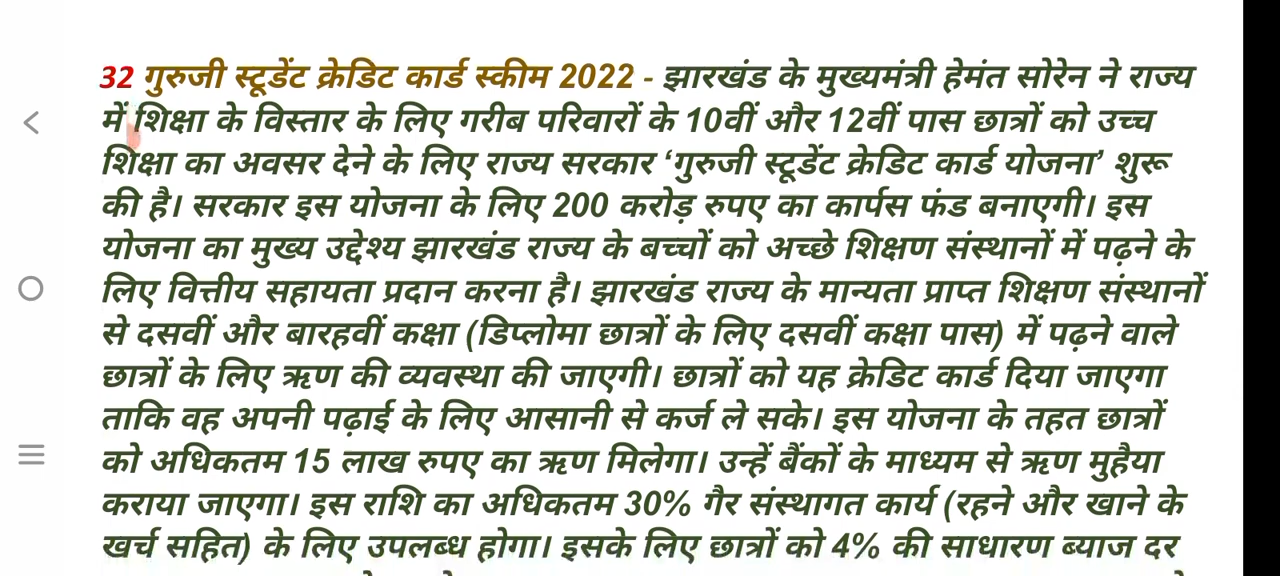 32 गुरुजी स्टूडेंट क्रेडिट कार्ड स्कीम 2022 - झारखंड के मुख्यमंत्री हेमंत सोरेन ने राज्य
में शिक्षा के विस्तार के लिए गरीब परिवारों के 10वीं और 12वीं पास छात्रों को उच्च
शिक्षा का अवसर देने के लिए राज्य सरकार ‘गुरुजी स्टूडेंट क्रेडिट कार्ड योजना’ शुरू
की है। सरकार इस योजना के लिए 200 करोड़ रुपए का कार्पस फंड बनाएगी। इस
योजना का मुख्य उद्देश्य झारखंड राज्य के बच्चों को अच्छे शिक्षण संस्थानों में पढ़ने के
लिए वित्तीय सहायता प्रदान करना है। झारखंड राज्य के मान्यता प्राप्त शिक्षण संस्थानों
से दसवीं और बारहवीं कक्षा (डिप्लोमा छात्रों के लिए दसवीं कक्षा पास) में पढ़ने वाले
छात्रों के लिए ऋण की व्यवस्था की जाएगी। छात्रों को यह क्रेडिट कार्ड दिया जाएगा
ताकि वह अपनी पढ़ाई के लिए आसानी से कर्ज ले सके। इस योजना के तहत छात्रों
को अधिकतम 15 लाख रुपए का ऋण मिलेगा। उन्हें बैंकों के माध्यम से ऋण मुहैया
कराया जाएगा। इस राशि का अधिकतम 30% गैर संस्थागत कार्य (रहने और खाने के
खर्च सहित) के लिए उपलब्ध होगा। इसके लिए छात्रों को 4% की साधारण ब्याज दर